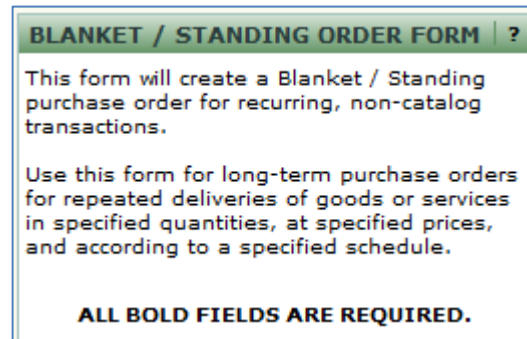 BLANKET / STANDING ORDER FORM | ?
This form will create a Blanket / Standing
purchase order for recurring, non-catalog
transactions.
Use this form for long-term purchase orders
for repeated deliveries of goods or services
in specified quantities, at specified prices,
and according to a specified schedule.
ALL BOLD FIELDS ARE REQUIRED.